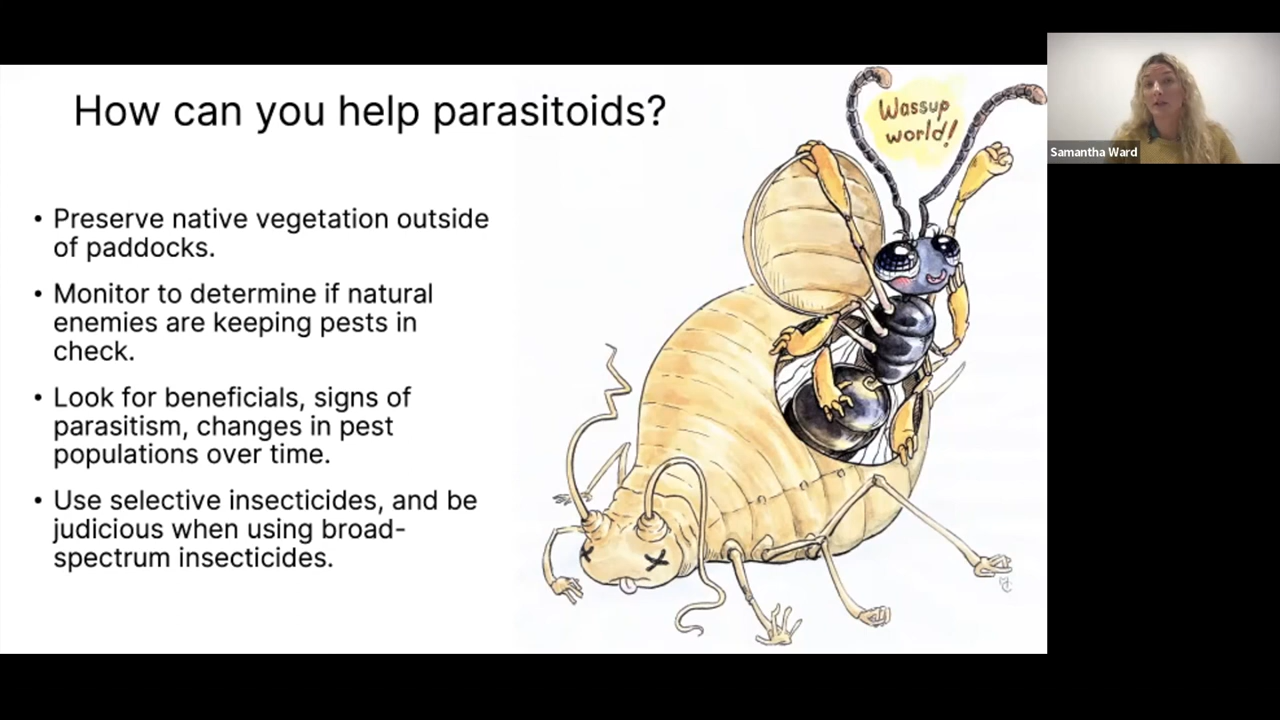 How can you help parasitoids?
• Preserve native vegetation outside
of paddocks.
• Monitor to determine if natural
enemies are keeping pests in
check.
• Look for beneficials, signs of
parasitism, changes in pest
populations over time.
• Use selective insecticides, and be
judicious when using broad-
spectrum insecticides.
Wassup
world!
Samantha Ward